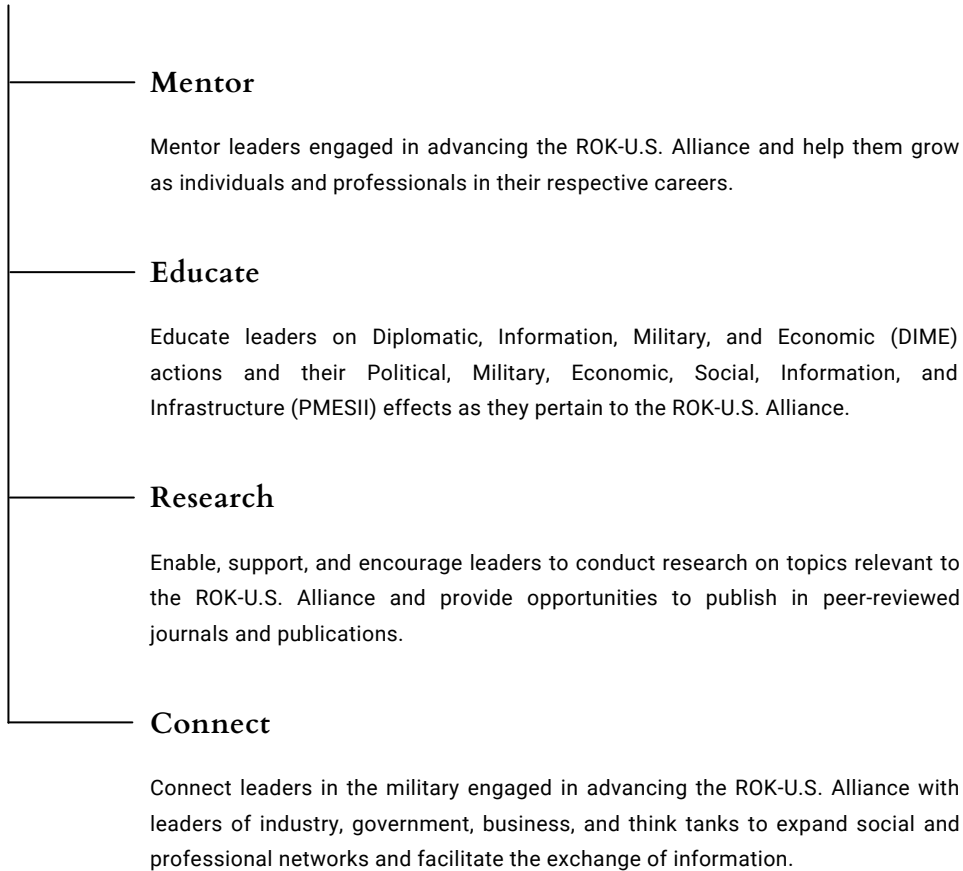 Mentor
Mentor leaders engaged in advancing the ROK-U.S. Alliance and help them grow
as individuals and professionals in their respective careers.
Educate
Educate leaders on Diplomatic, Information, Military, and Economic (DIME)
actions and their Political, Military, Economic, Social, Information, and
Infrastructure (PMESII) effects as they pertain to the ROK-U.S. Alliance.
Research
Enable, support, and encourage leaders to conduct research on topics relevant to
the ROK-U.S. Alliance and provide opportunities to publish in peer-reviewed
journals and publications.
Connect
Connect leaders in the military engaged in advancing the ROK-U.S. Alliance with
leaders of industry, government, business, and think tanks to expand social and
professional networks and facilitate the exchange of information.